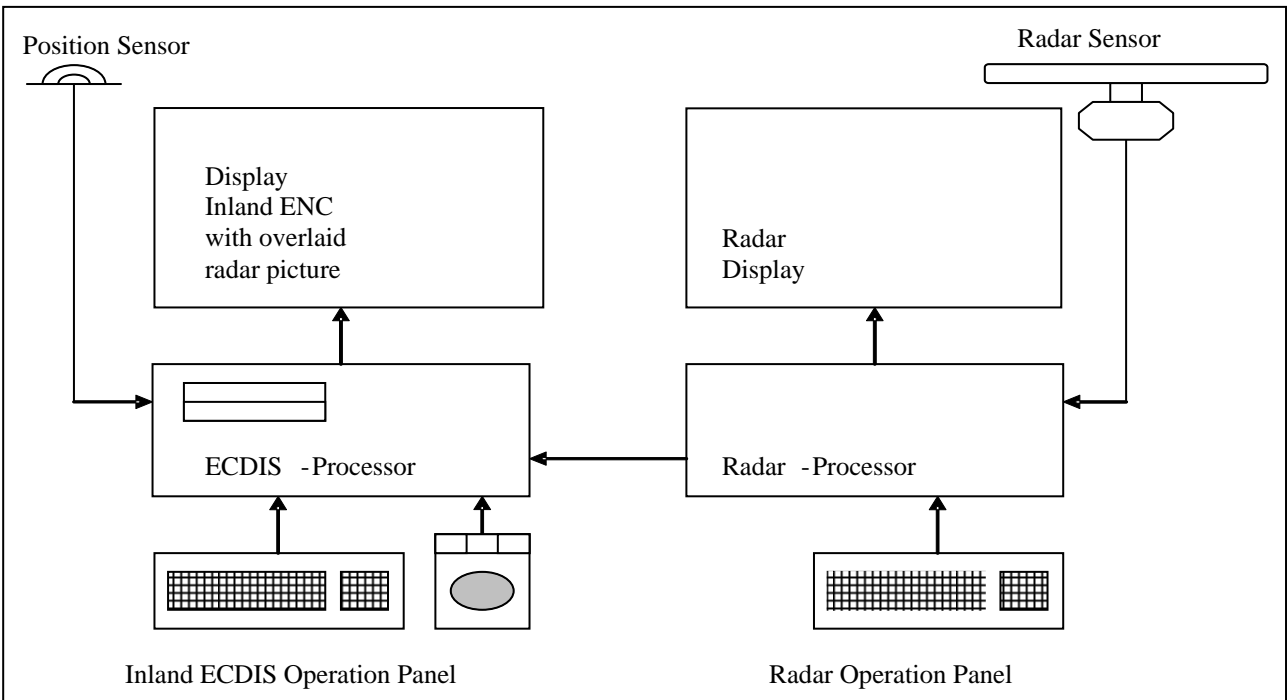 Position Sensor
Radar Sensor
Display
Inland ENC
with overlaid
radar picture
Radar
Display
ECDIS -Processor
Radar -Processor
Inland ECDIS Operation Panel
Radar Operation Panel